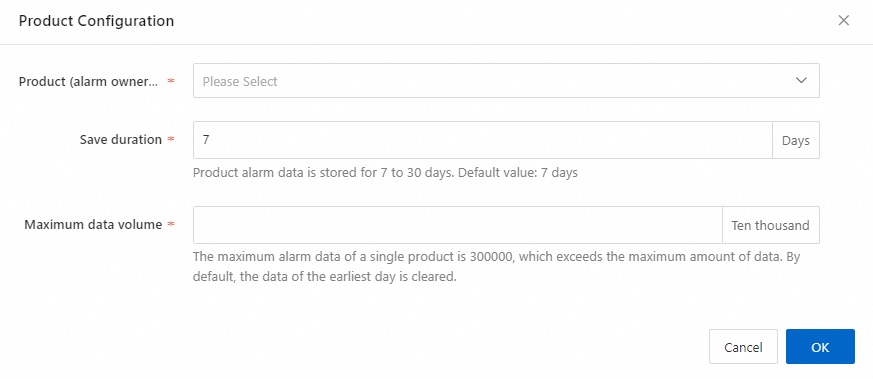 Product Configuration
Product (alarm owner... *
Please Select
Save duration *
7
Days
Product alarm data is stored for 7 to 30 days. Default value: 7 days
Maximum data volume *
Ten thousand
The maximum alarm data of a single product is 300000, which exceeds the maximum amount of data. By
default, the data of the earliest day is cleared.
Cancel
OK